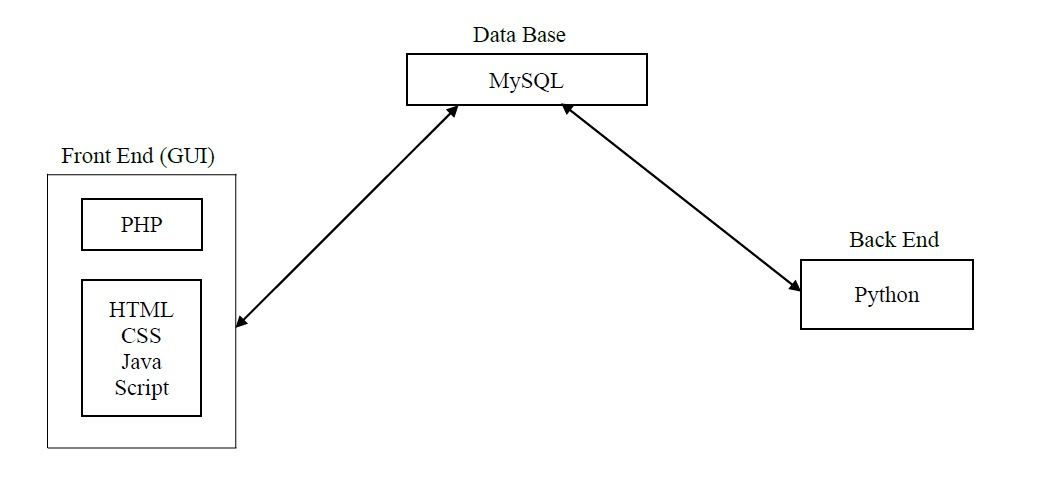 Data Base
MySQL
Front End (GUI)
PHP
HTML
CSS
Java
Script
Back End
Python